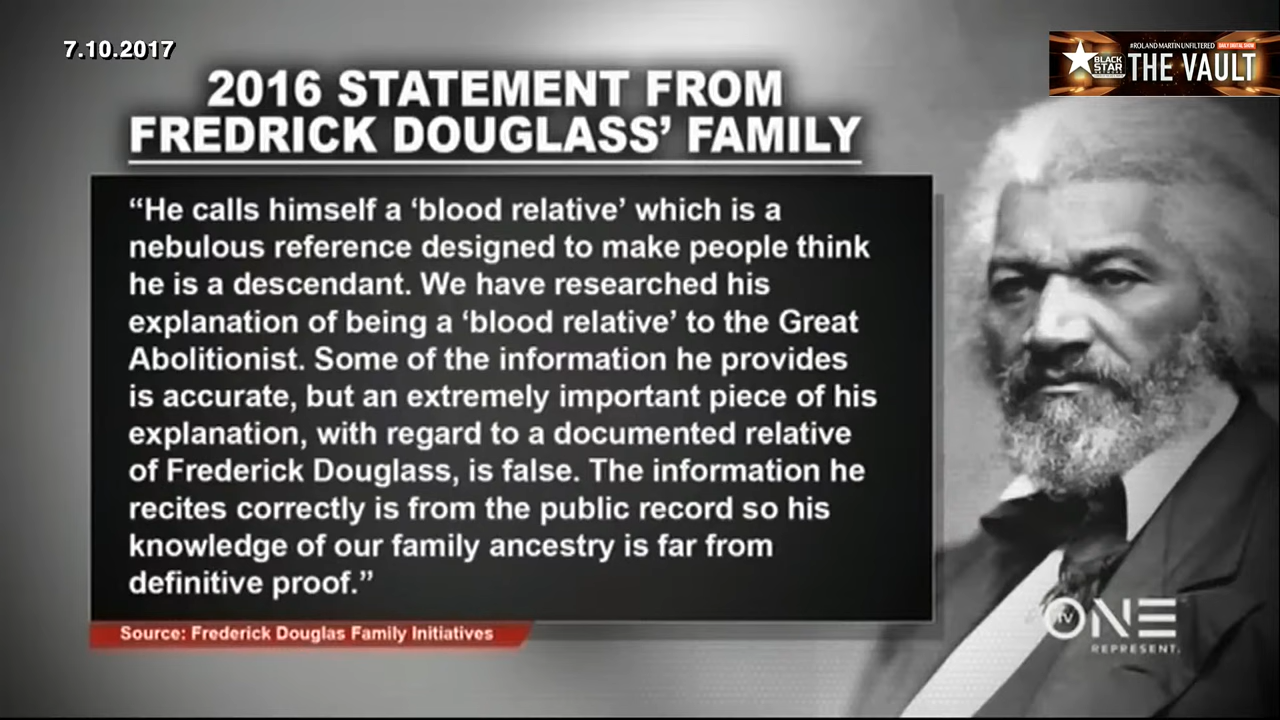 7.10.2017
#ROLANDMARTINUNFILTERED DAILY DIGITAL SHOW
BLACK STAR
THE VAULT
2016 STATEMENT FROM
FREDRICK DOUGLASS’ FAMILY
“He calls himself a ‘blood relative’ which is a
nebulous reference designed to make people think
he is a descendant. We have researched his
explanation of being a ‘blood relative’ to the Great
Abolitionist. Some of the information he provides
is accurate, but an extremely important piece of his
explanation, with regard to a documented relative
of Frederick Douglass, is false. The information he
recites correctly is from the public record so his
knowledge of our family ancestry is far from
definitive proof.”
Source: Frederick Douglas Family Initiatives
tv ONE
REPRESENT.